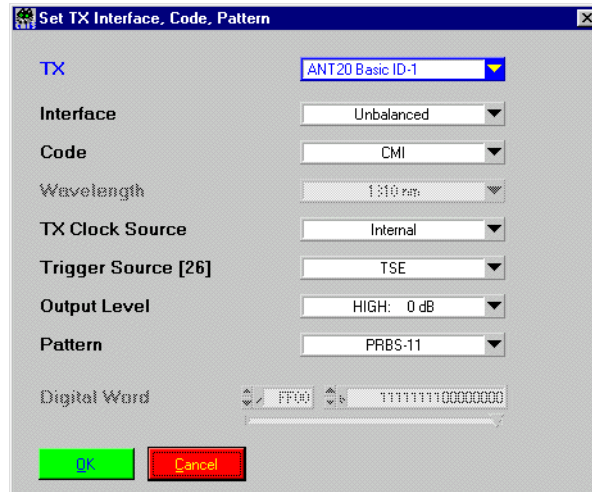 Set TX Interface, Code, Pattern
TX ANT20 Basic ID-1
Interface Unbalanced
Code CMI
Wavelength 1310 nm
TX Clock Source Internal
Trigger Source [26] TSE
Output Level HIGH: 0 dB
Pattern PRBS-11
Digital Word FF00 b 1111111100000000
OK Cancel